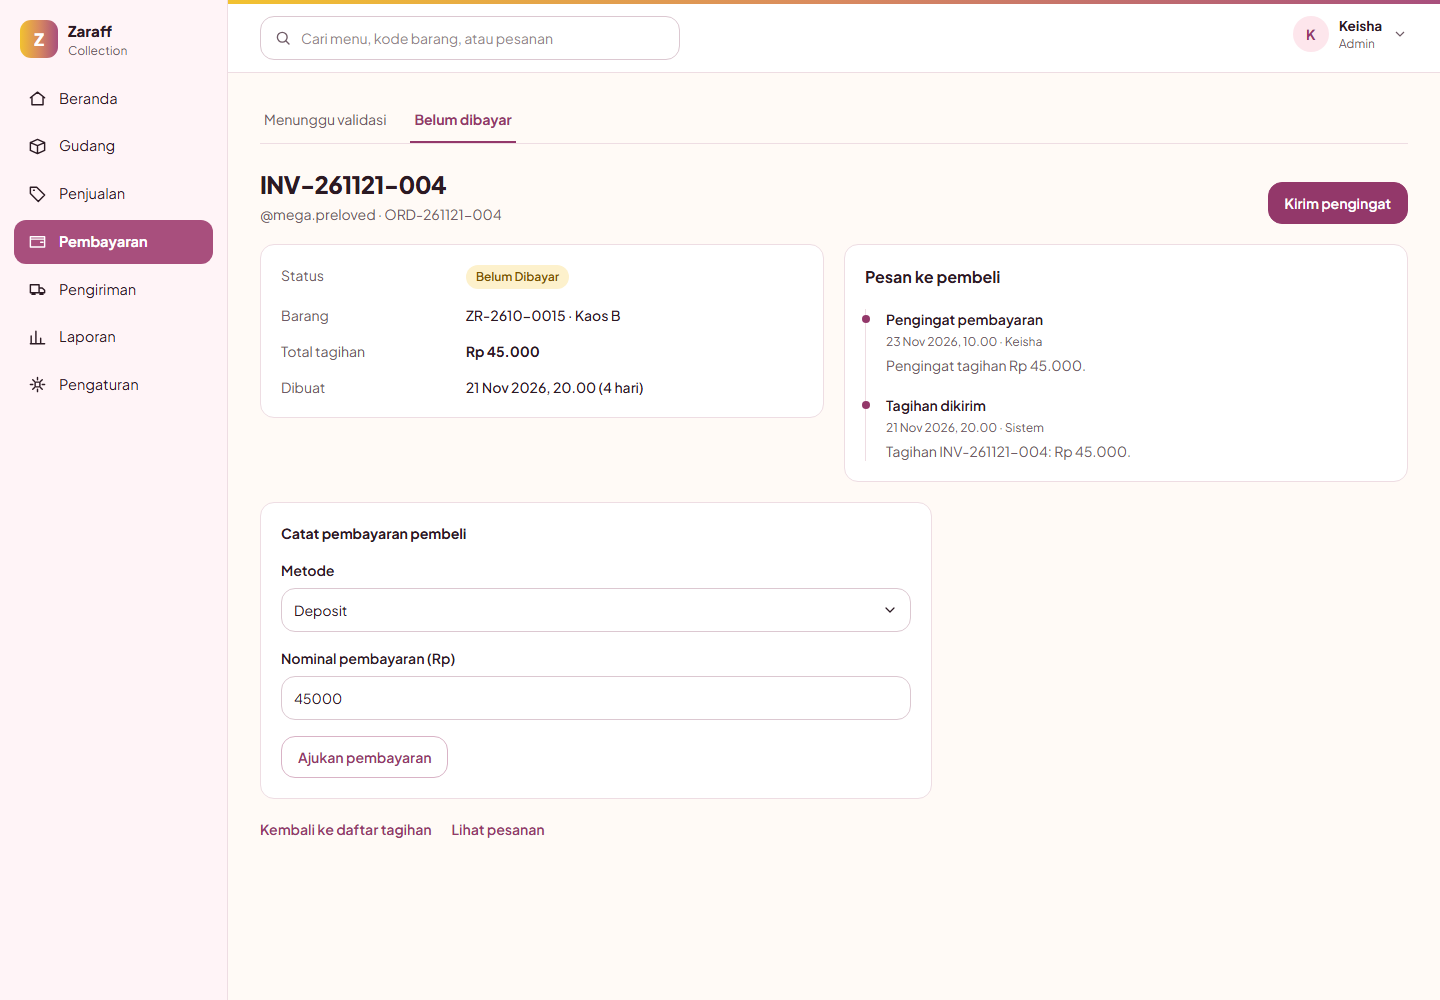 Z
Zaraff
Collection
Beranda
Gudang
Penjualan
Pembayaran
Pengiriman
Laporan
Pengaturan
Cari menu, kode barang, atau pesanan
K
Keisha
Admin
Menunggu validasi
Belum dibayar
INV-261121-004
@mega.preloved · ORD-261121-004
Kirim pengingat
Status
Belum Dibayar
Barang
ZR-2610-0015 · Kaos B
Total tagihan
Rp 45.000
Dibuat
21 Nov 2026, 20.00 (4 hari)
Pesan ke pembeli
Pengingat pembayaran
23 Nov 2026, 10.00 · Keisha
Pengingat tagihan Rp 45.000.
Tagihan dikirim
21 Nov 2026, 20.00 · Sistem
Tagihan INV-261121-004: Rp 45.000.
Catat pembayaran pembeli
Metode
Deposit
Nominal pembayaran (Rp)
45000
Ajukan pembayaran
Kembali ke daftar tagihan
Lihat pesanan